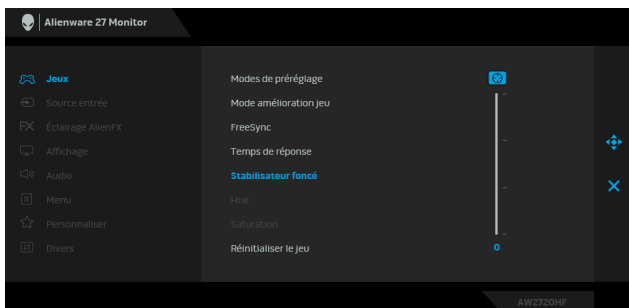 Alienware 27 Monitor
Jeux
Source entrée
Éclairage AlienFX
Affichage
Audio
Menu
Personnaliser
Divers
Modes de préréglage
Mode amélioration jeu
FreeSync
Temps de réponse
Stabilisateur foncé
Hue
Saturation
Réinitialiser le jeu
0
AW2720HF